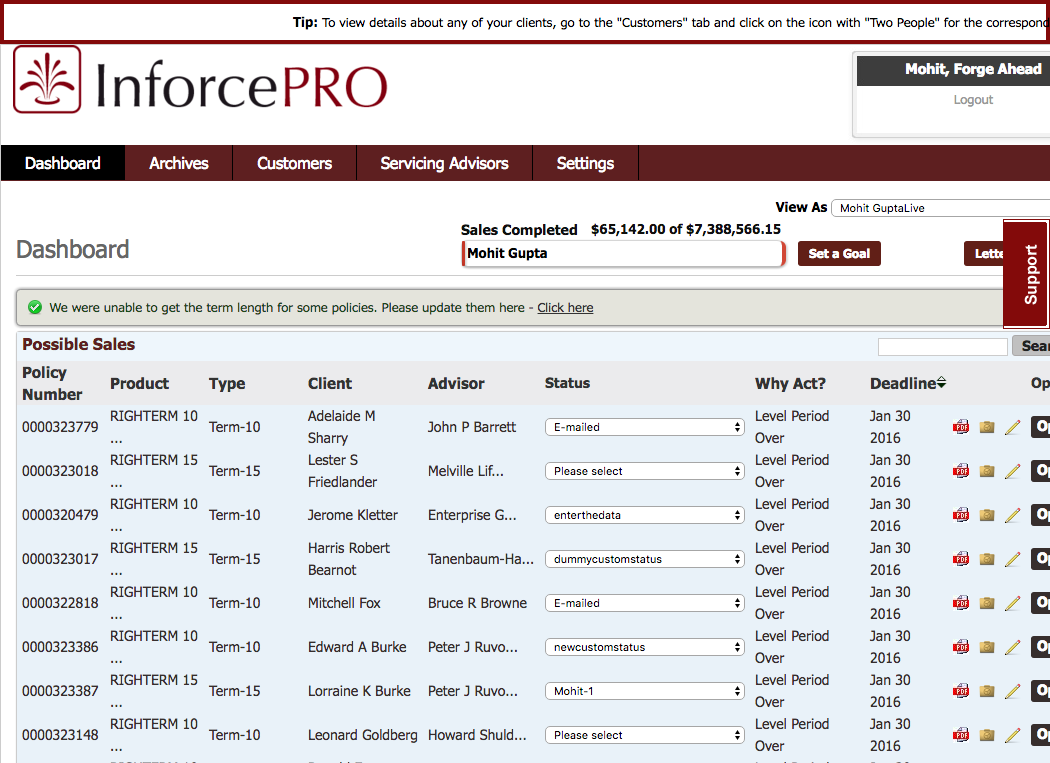 Tip: To view details about any of your clients, go to the "Customers" tab and click on the icon with "Two People" for the correspond
InforcePRO
Mohit, Forge Ahead
Logout
Dashboard Archives Customers Servicing Advisors Settings
View As Mohit GuptaLive
Sales Completed $65,142.00 of $7,388,566.15
Dashboard
Mohit Gupta
Set a Goal
Lette
Support
We were unable to get the term length for some policies. Please update them here - Click here
Possible Sales
Sear
Policy Number Product Type Client Advisor Status Why Act? Deadline Op
0000323779 RIGHTERM 10 ... Term-10 Adelaide M Sharry John P Barrett E-mailed Level Period Over Jan 30 2016 PDF Op
0000323018 RIGHTERM 15 ... Term-15 Lester S Friedlander Melville Lif... Please select Level Period Over Jan 30 2016 PDF Op
0000320479 RIGHTERM 10 ... Term-10 Jerome Kletter Enterprise G... enterthedata Level Period Over Jan 30 2016 PDF Op
0000323017 RIGHTERM 15 ... Term-15 Harris Robert Bearnot Tanenbaum-Ha... dummycustomstatus Level Period Over Jan 30 2016 PDF Op
0000322818 RIGHTERM 10 ... Term-10 Mitchell Fox Bruce R Browne E-mailed Level Period Over Jan 30 2016 PDF Op
0000323386 RIGHTERM 10 ... Term-10 Edward A Burke Peter J Ruvo... newcustomstatus Level Period Over Jan 30 2016 PDF Op
0000323387 RIGHTERM 15 ... Term-15 Lorraine K Burke Peter J Ruvo... Mohit-1 Level Period Over Jan 30 2016 PDF Op
0000323148 RIGHTERM 10 ... Term-10 Leonard Goldberg Howard Shuld... Please select Level Period Over Jan 30 2016 PDF Op